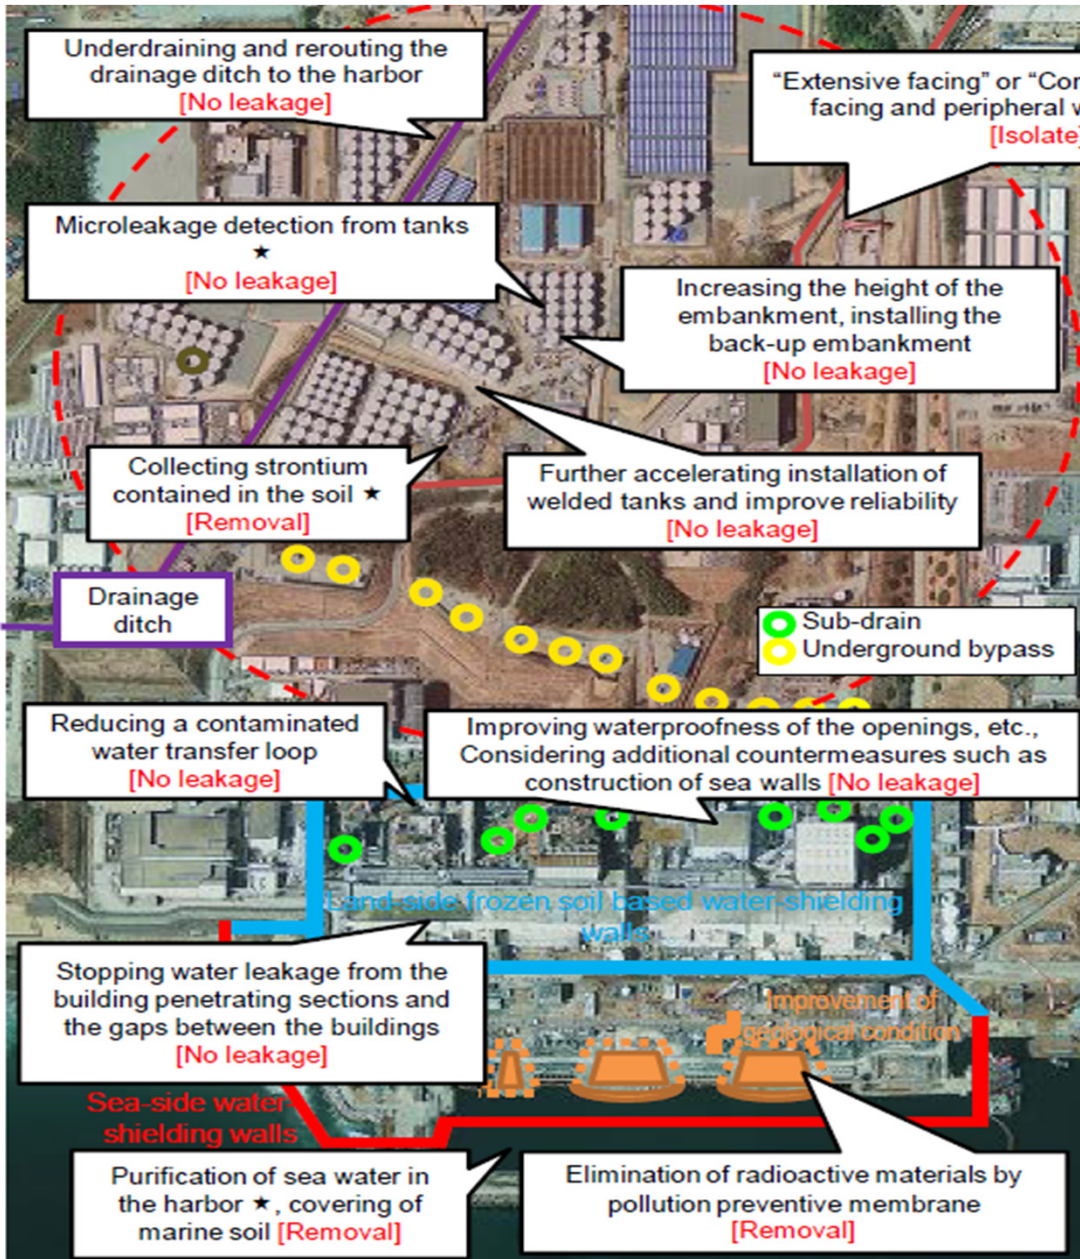 Underdraining and rerouting the
drainage ditch to the harbor
[No leakage]
“Extensive facing” or
facing and peripheral
[Isolate]
Microleakage detection from tanks
★
[No leakage]
Increasing the height of the
embankment, installing the
back-up embankment
[No leakage]
Collecting strontium
contained in the soil ★
[Removal]
Further accelerating installation of
welded tanks and improve reliability
[No leakage]
Drainage
ditch
Sub-drain
Underground bypass
Reducing a contaminated
water transfer loop
[No leakage]
Improving waterproofness of the openings, etc.,
Considering additional countermeasures such as
construction of sea walls [No leakage]
Land-side frozen soil based water-shielding
walls
Stopping water leakage from the
building penetrating sections and
the gaps between the buildings
[No leakage]
Improvement of
geological condition
Sea-side water-
shielding walls
Purification of sea water in
the harbor ★, covering of
marine soil [Removal]
Elimination of radioactive materials by
pollution preventive membrane
[Removal]